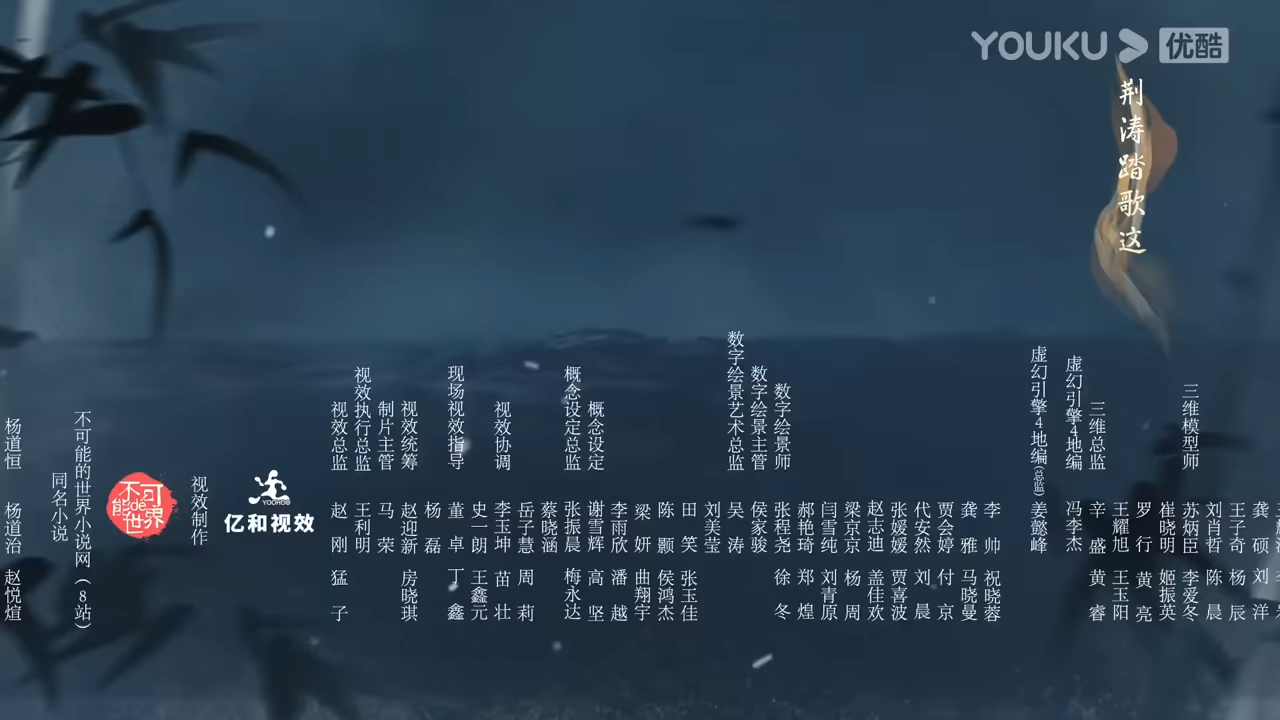 YOUKU 优酷
荆涛踏歌这
杨道恒 杨道治 赵悦煊
同名小说
不可能的世界小说网（8站）
不可能de世界
视效制作
YOOHOO
亿和视效
视效总监 赵刚 猛子
视效执行总监 王利明
制片主管 马荣
视效统筹 赵迎新 房晓琪
杨磊
现场视效指导 董卓 丁鑫
史一朗 王鑫元
视效协调 李玉坤 苗壮
岳子慧 周莉
蔡晓涵
概念设定总监 张振晨 梅永达
概念设定 谢雪辉 高坚
李雨欣 潘越
梁妍 曲翔宇
陈颢 侯鸿杰
田笑 张玉佳
刘美莹
数字绘景艺术总监 吴涛
数字绘景主管 侯家骏
数字绘景师 张程尧 徐冬
郝艳琦 郑煌
闫雪纯 刘青原
梁京京 杨周
赵志迪 盖佳欢
张媛媛 贾喜波
代安然 刘晨
贾会婷 付京
龚雅 马晓曼
李帅 祝晓蓉
虚幻引擎4地编(总监) 姜懿峰
虚幻引擎4地编 冯李杰
三维总监 辛盛 黄睿
王耀旭 王玉阳
罗行 黄亮
崔晓明 姬振英
三维模型师 苏炳臣 李爱冬
刘肖哲 陈晨
王子奇 杨辰
龚硕 刘洋